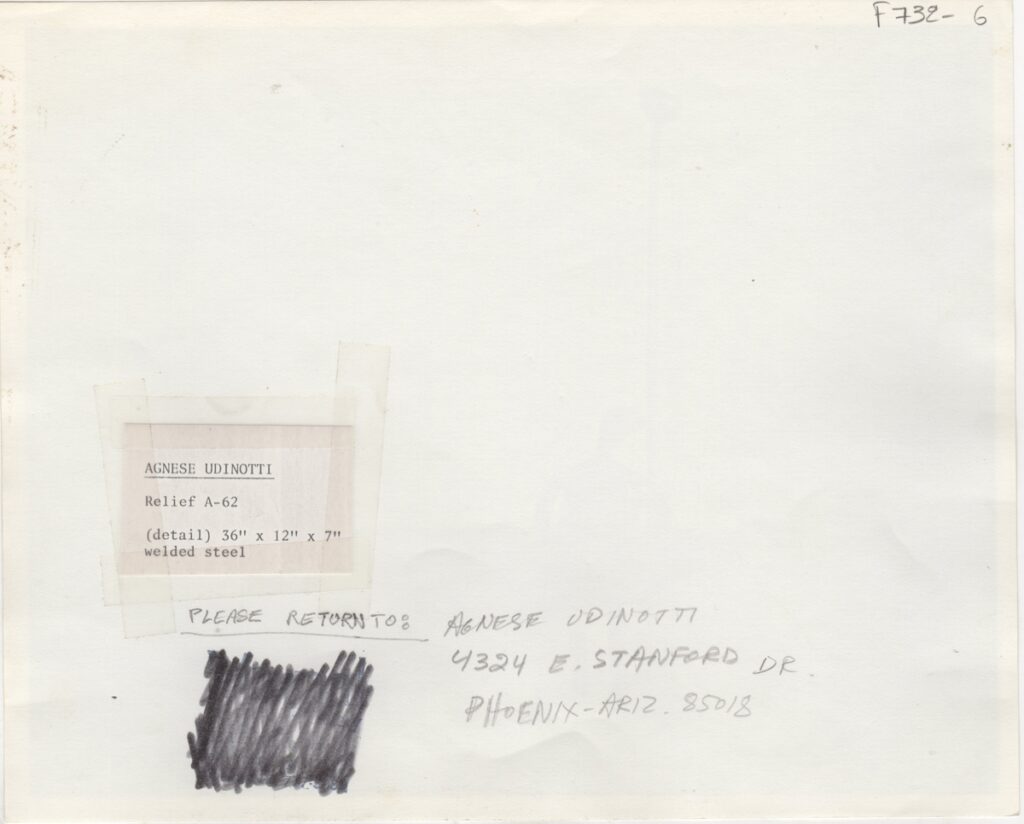 F732- 6
AGNESE UDINOTTI
Relief A-62
(detail) 36" x 12" x 7"
welded steel
PLEASE RETURN TO: AGNESE UDINOTTI
4324 E. STANFORD DR.
PHOENIX-ARIZ. 85018